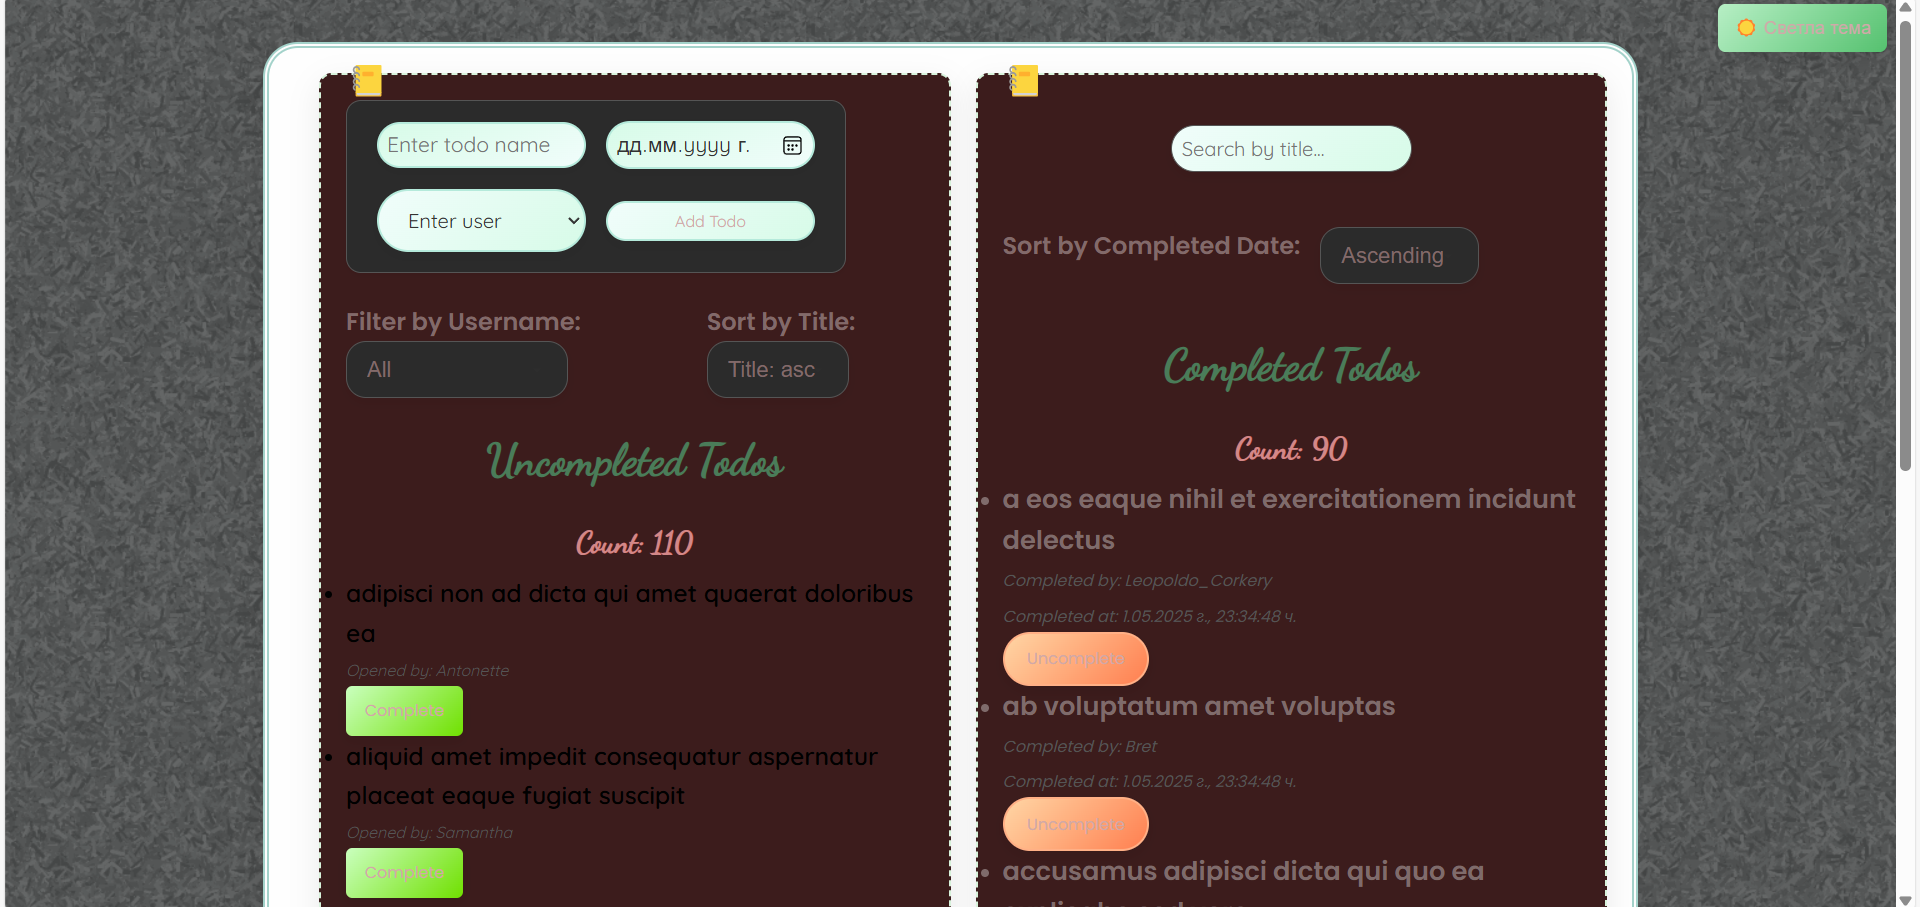 Светла тема
Enter todo name
дд.мм.уууу г.
Enter user
Add Todo
Filter by Username:
Sort by Title:
All
Title: asc
Uncompleted Todos
Count: 110
adipisci non ad dicta qui amet quaerat doloribus
ea
Opened by: Antonette
Complete
aliquid amet impedit consequatur aspernatur
placeat eaque fugiat suscipit
Opened by: Samantha
Complete
Search by title...
Sort by Completed Date:
Ascending
Completed Todos
Count: 90
a eos eaque nihil et exercitationem incidunt
delectus
Completed by: Leopoldo_Corkery
Completed at: 1.05.2025 г., 23:34:48 ч.
Uncomplete
ab voluptatum amet voluptas
Completed by: Bret
Completed at: 1.05.2025 г., 23:34:48 ч.
Uncomplete
accusamus adipisci dicta qui quo ea